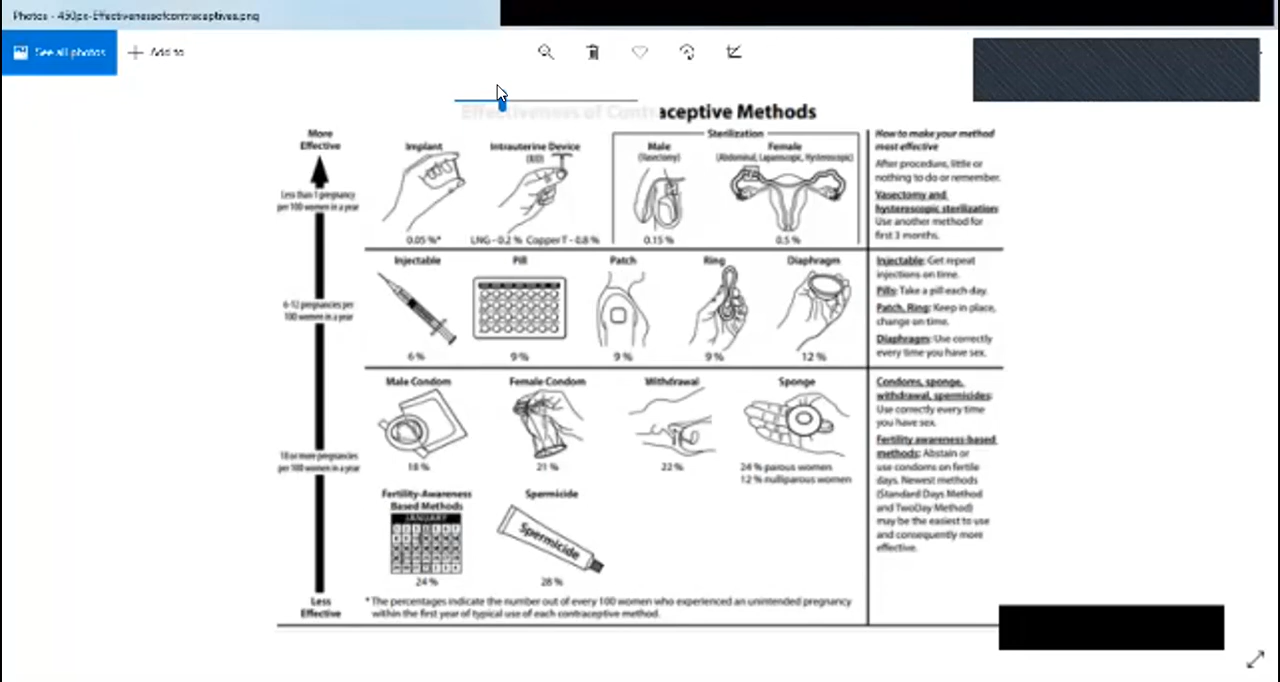 Photos - 450px-Effectivenessofcontraceptives.png
See all photos
Add to
Effectiveness of Contraceptive Methods
More
Effective
Less than 1 pregnancy
per 100 women in a year
6-12 pregnancies per
100 women in a year
18 or more pregnancies
per 100 women in a year
Less
Effective
Implant
0.05 %*
Intrauterine Device
(IUD)
LNG - 0.2 % Copper T - 0.8 %
Sterilization
Male
(Vasectomy)
0.15 %
Female
(Abdominal, Laparoscopic, Hysteroscopic)
0.5 %
How to make your method
most effective
After procedure, little or
nothing to do or remember.
Vasectomy and
hysteroscopic sterilization:
Use another method for
first 3 months.
Injectable
6 %
Pill
9 %
Patch
9 %
Ring
9 %
Diaphragm
12 %
Injectable: Get repeat
injections on time.
Pills: Take a pill each day.
Patch, Ring: Keep in place,
change on time.
Diaphragm: Use correctly
every time you have sex.
Male Condom
18 %
Female Condom
21 %
Withdrawal
22 %
Sponge
24 % parous women
12 % nulliparous women
Fertility-Awareness
Based Methods
JANUARY
24 %
Spermicide
Spermicide
28 %
Condoms, sponge,
withdrawal, spermicides:
Use correctly every time
you have sex.
Fertility awareness-based
methods: Abstain or
use condoms on fertile
days. Newest methods
(Standard Days Method
and TwoDay Method)
may be the easiest to use
and consequently more
effective.
* The percentages indicate the number out of every 100 women who experienced an unintended pregnancy
within the first year of typical use of each contraceptive method.